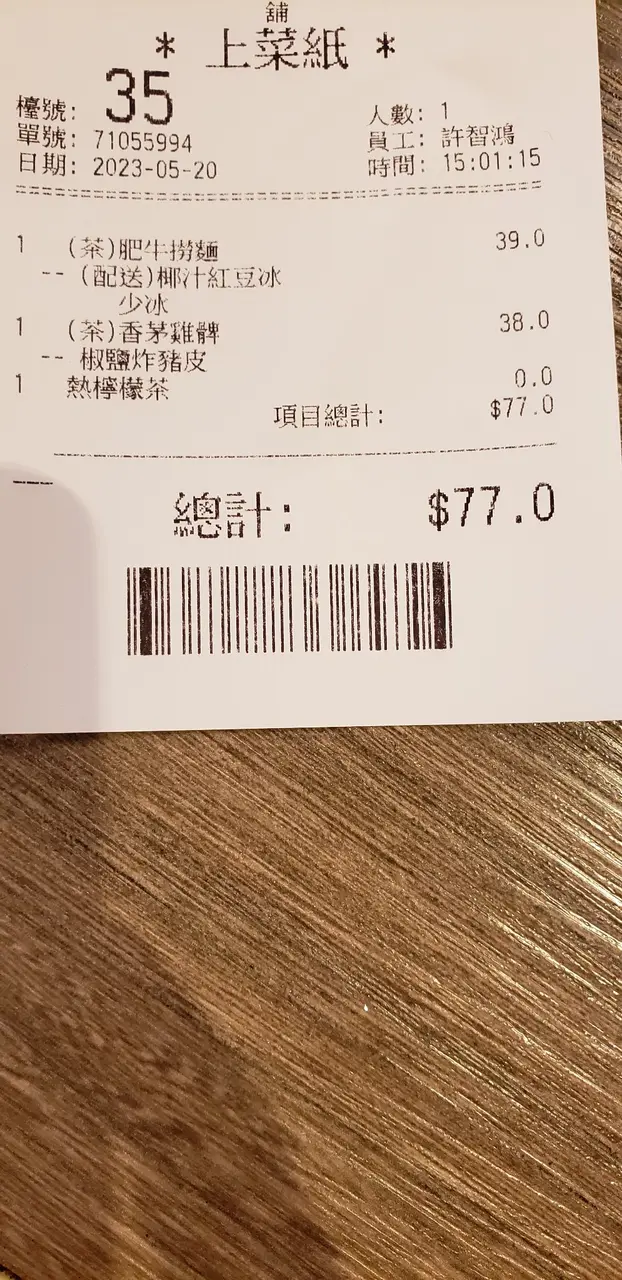 舖
* 上菜紙 *
檯號: 35 人數: 1
單號: 71055994 員工: 許智鴻
日期: 2023-05-20 時間: 15:01:15
1 (茶)肥牛撈麵 39.0
-- (配送)椰汁紅豆冰
少冰
1 (茶)香茅雞髀 38.0
-- 椒鹽炸豬皮
1 熱檸檬茶 0.0
項目總計: $77.0
總計: $77.0